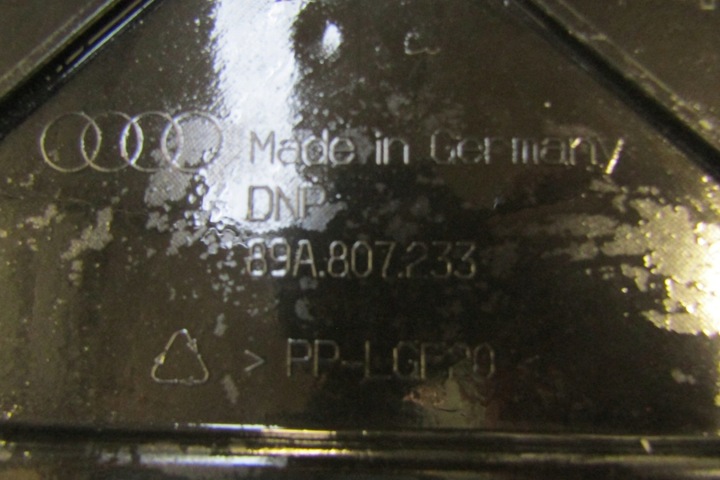 Made in Germany
DNP
89A.807.233
> PP-LGF20 <